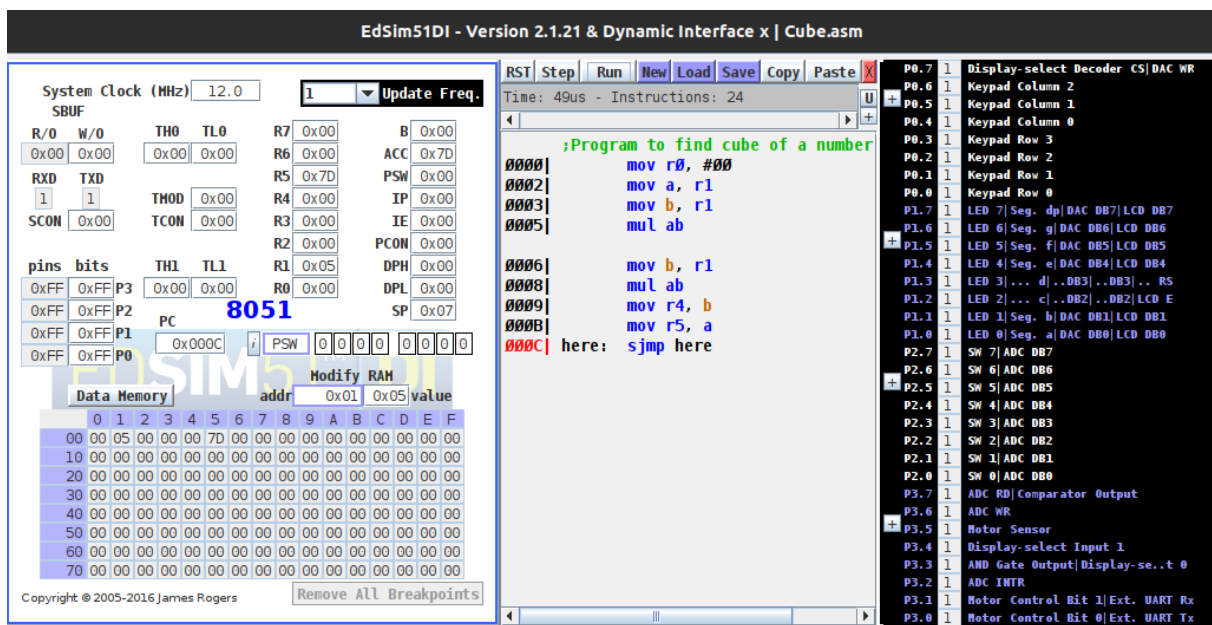 EdSim51DI - Version 2.1.21 & Dynamic Interface x | Cube.asm
System Clock (MHz) 12.0 1 Update Freq.
SBUF
R/O W/O TH0 TL0 R7 0x00 B 0x00
0x00 0x00 0x00 0x00 R6 0x00 ACC 0x7D
RXD TXD R5 0x7D PSW 0x00
1 1 TMOD 0x00 R4 0x00 IP 0x00
SCON 0x00 TCON 0x00 R3 0x00 IE 0x00
R2 0x00 PCON 0x00
pins bits TH1 TL1 R1 0x05 DPH 0x00
0xFF 0xFF P3 0x00 0x00 R0 0x00 DPL 0x00
0xFF 0xFF P2 8051 SP 0x07
0xFF 0xFF P1 PC
0xFF 0xFF P0 0x000C i PSW 0 0 0 0 0 0 0 0
EDSIM51DI
Modify RAM
Data Memory addr 0x01 0x05 value
0 1 2 3 4 5 6 7 8 9 A B C D E F
00 00 05 00 00 00 7D 00 00 00 00 00 00 00 00 00 00
10 00 00 00 00 00 00 00 00 00 00 00 00 00 00 00 00
20 00 00 00 00 00 00 00 00 00 00 00 00 00 00 00 00
30 00 00 00 00 00 00 00 00 00 00 00 00 00 00 00 00
40 00 00 00 00 00 00 00 00 00 00 00 00 00 00 00 00
50 00 00 00 00 00 00 00 00 00 00 00 00 00 00 00 00
60 00 00 00 00 00 00 00 00 00 00 00 00 00 00 00 00
70 00 00 00 00 00 00 00 00 00 00 00 00 00 00 00 00
Copyright © 2005-2016 James Rogers Remove All Breakpoints
RST Step Run New Load Save Copy Paste X
Time: 49us - Instructions: 24 U
;Program to find cube of a number
0000| mov r0, #00
0002| mov a, r1
0003| mov b, r1
0005| mul ab
0006| mov b, r1
0008| mul ab
0009| mov r4, b
000B| mov r5, a
000C| here: sjmp here
P0.7 1 Display-select Decoder CS|DAC WR
P0.6 1 Keypad Column 2
P0.5 1 Keypad Column 1
P0.4 1 Keypad Column 0
P0.3 1 Keypad Row 3
P0.2 1 Keypad Row 2
P0.1 1 Keypad Row 1
P0.0 1 Keypad Row 0
P1.7 1 LED 7|Seg. dp|DAC DB7|LCD DB7
P1.6 1 LED 6|Seg. g|DAC DB6|LCD DB6
P1.5 1 LED 5|Seg. f|DAC DB5|LCD DB5
P1.4 1 LED 4|Seg. e|DAC DB4|LCD DB4
P1.3 1 LED 3|... d|..DB3|..DB3|.. RS
P1.2 1 LED 2|... c|..DB2|..DB2|LCD E
P1.1 1 LED 1|Seg. b|DAC DB1|LCD DB1
P1.0 1 LED 0|Seg. a|DAC DB0|LCD DB0
P2.7 1 SW 7|ADC DB7
P2.6 1 SW 6|ADC DB6
P2.5 1 SW 5|ADC DB5
P2.4 1 SW 4|ADC DB4
P2.3 1 SW 3|ADC DB3
P2.2 1 SW 2|ADC DB2
P2.1 1 SW 1|ADC DB1
P2.0 1 SW 0|ADC DB0
P3.7 1 ADC RD|Comparator Output
P3.6 1 ADC WR
P3.5 1 Motor Sensor
P3.4 1 Display-select Input 1
P3.3 1 AND Gate Output|Display-se..t 0
P3.2 1 ADC INTR
P3.1 1 Motor Control Bit 1|Ext. UART Rx
P3.0 1 Motor Control Bit 0|Ext. UART Tx